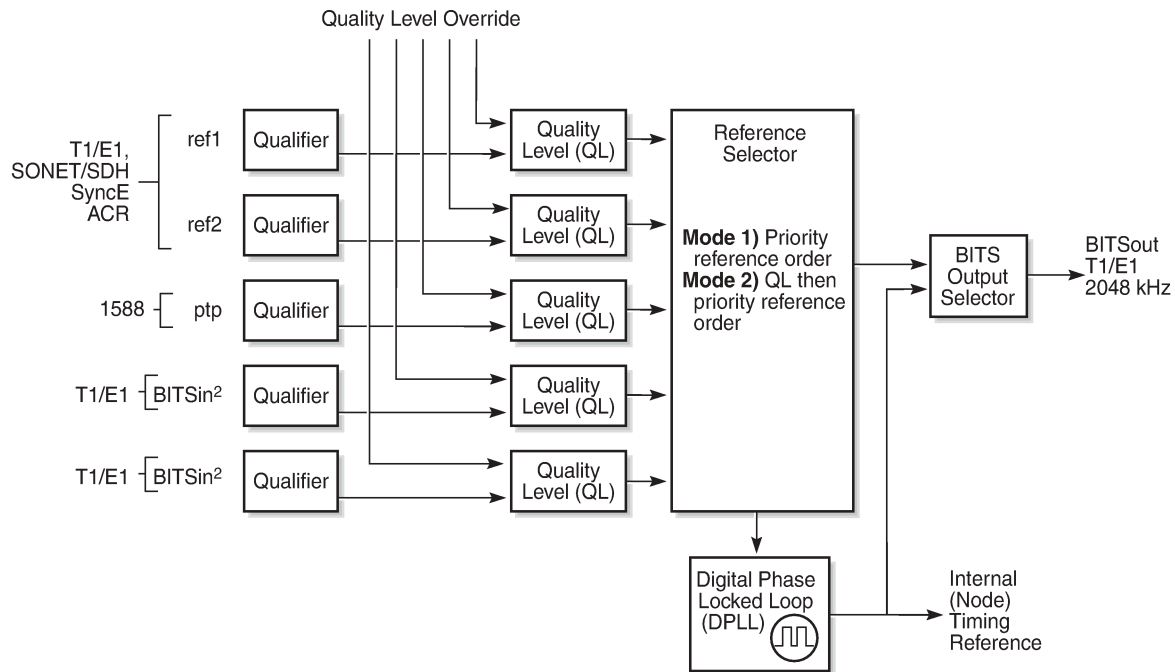 Quality Level Override
T1/E1,
SONET/SDH
SyncE
ACR
ref1
Qualifier
Quality
Level (QL)
ref2
Qualifier
Quality
Level (QL)
1588
ptp
Qualifier
Quality
Level (QL)
T1/E1
BITSin²
Qualifier
Quality
Level (QL)
T1/E1
BITSin²
Qualifier
Quality
Level (QL)
Reference
Selector
Mode 1) Priority
reference order
Mode 2) QL then
priority reference
order
BITS
Output
Selector
BITSout
T1/E1
2048 kHz
Digital Phase
Locked Loop
(DPLL)
Internal
(Node)
Timing
Reference